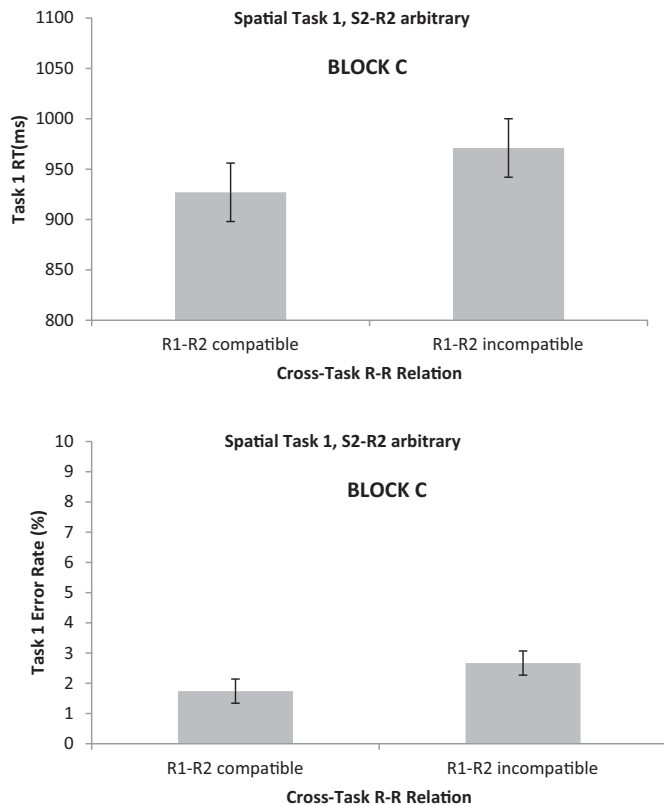 Spatial Task 1, S2-R2 arbitrary
BLOCK C
Task 1 RT(ms)
1100
1050
1000
950
900
850
800
R1-R2 compatible
R1-R2 incompatible
Cross-Task R-R Relation
Spatial Task 1, S2-R2 arbitrary
BLOCK C
Task 1 Error Rate (%)
10
9
8
7
6
5
4
3
2
1
0
R1-R2 compatible
R1-R2 incompatible
Cross-Task R-R Relation